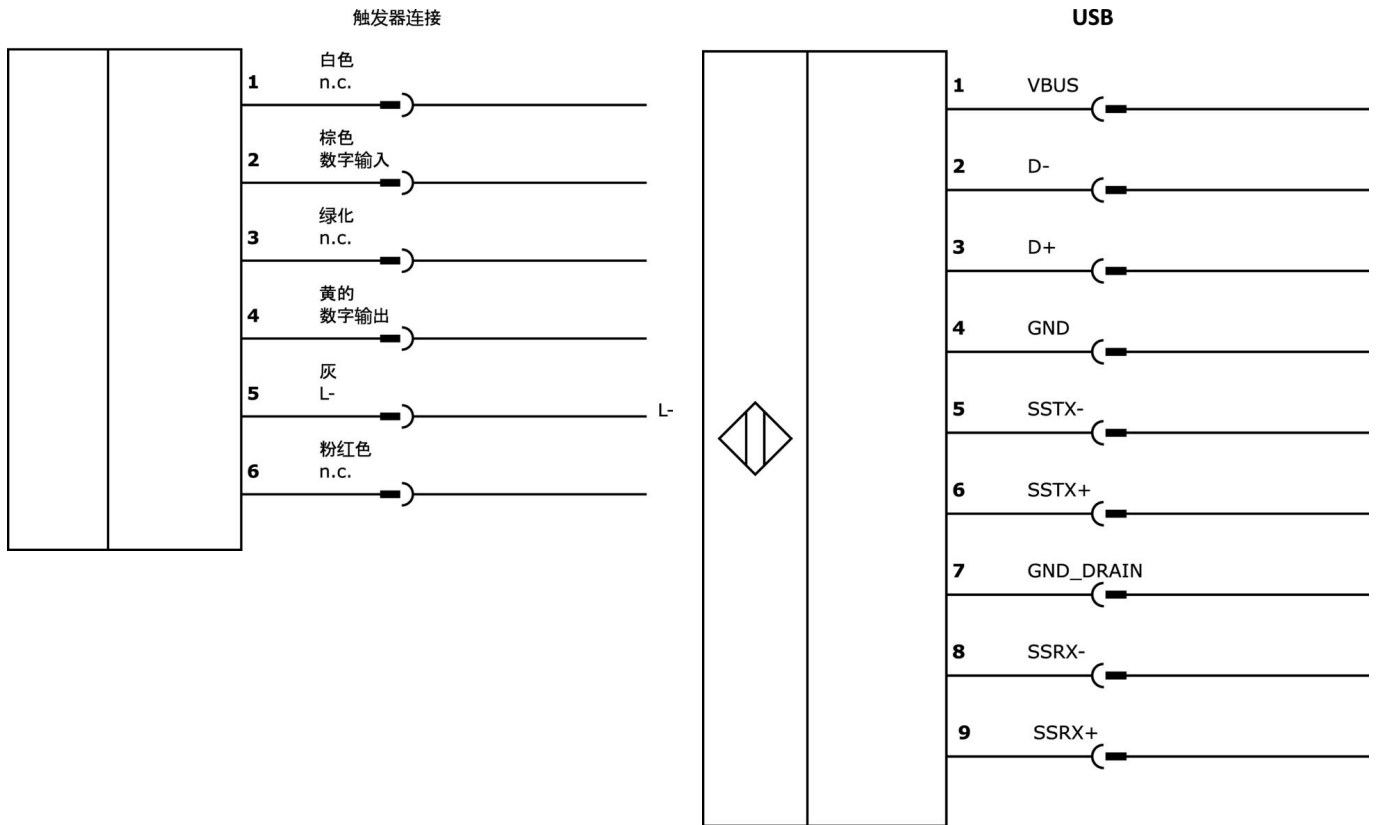 触发器连接
白色
1 n.c.
棕色
2 数字输入
绿化
3 n.c.
黄的
4 数字输出
灰
5 L-
L-
粉红色
6 n.c.
USB
1 VBUS
2 D-
3 D+
4 GND
5 SSTX-
6 SSTX+
7 GND_DRAIN
8 SSRX-
9 SSRX+